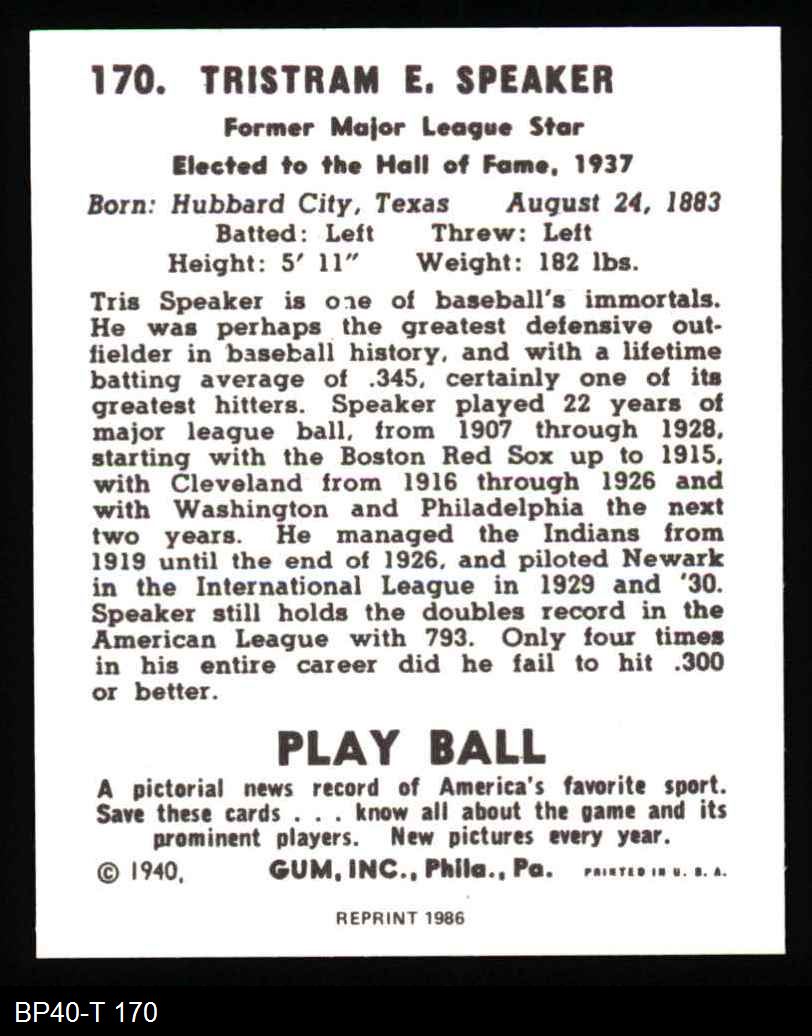 170. TRISTRAM E. SPEAKER
Former Major League Star
Elected to the Hall of Fame, 1937
Born: Hubbard City, Texas August 24, 1883
Batted: Left Threw: Left
Height: 5' 11" Weight: 182 lbs.
Tris Speaker is one of baseball's immortals.
He was perhaps the greatest defensive out-
fielder in baseball history, and with a lifetime
batting average of .345, certainly one of its
greatest hitters. Speaker played 22 years of
major league ball, from 1907 through 1928,
starting with the Boston Red Sox up to 1915,
with Cleveland from 1916 through 1926 and
with Washington and Philadelphia the next
two years. He managed the Indians from
1919 until the end of 1926, and piloted Newark
in the International League in 1929 and '30.
Speaker still holds the doubles record in the
American League with 793. Only four times
in his entire career did he fail to hit .300
or better.
PLAY BALL
A pictorial news record of America's favorite sport.
Save these cards . . . know all about the game and its
prominent players. New pictures every year.
© 1940, GUM, INC., Phila., Pa. PRINTED IN U. S. A.
REPRINT 1986
BP40-T 170